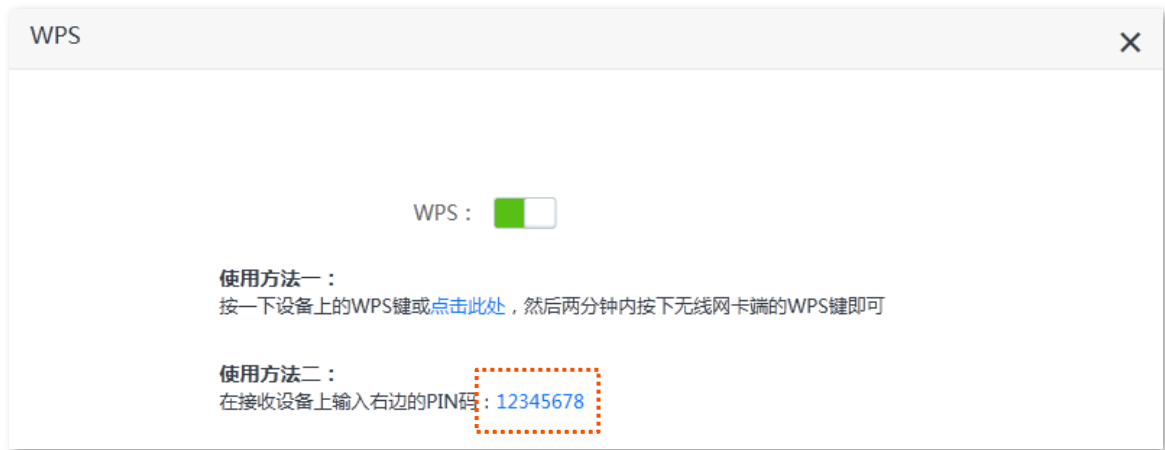 WPS
WPS：
使用方法一：
按一下设备上的WPS键或点击此处，然后两分钟内按下无线网卡端的WPS键即可
使用方法二：
在接收设备上输入右边的PIN码：12345678